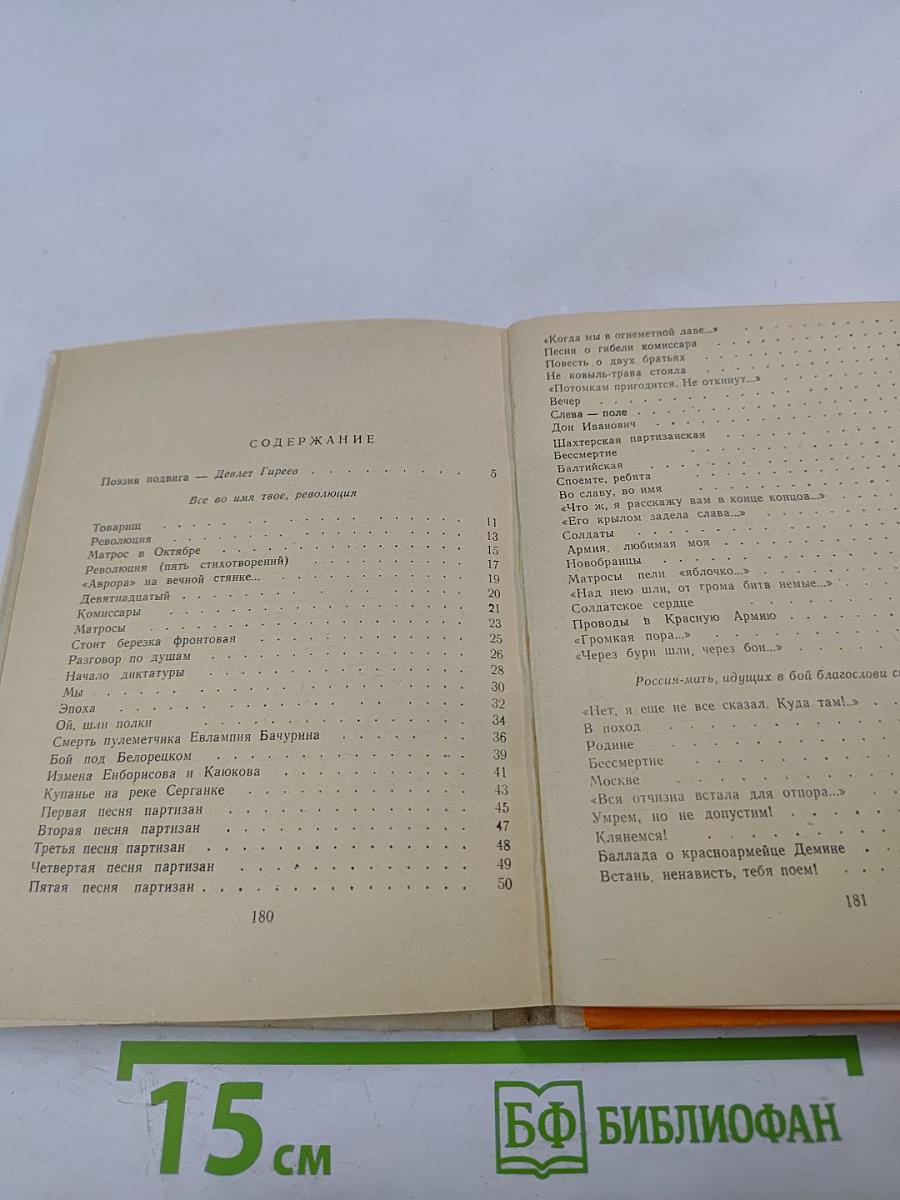 СОДЕРЖАНИЕ
Поэзия подвига — Девлет Гиреев . . . . . . . . 5
Все во имя твое, революция
Товарищ . . . . . . . . . . . . . 11
Революция . . . . . . . . . . . . . 13
Матрос в Октябре . . . . . . . . . . . 15
Революция (пять стихотворений) . . . . . . . . 17
«Аврора» на вечной стянке... . . . . . . . . . 19
Девятнадцатый . . . . . . . . . . . . 20
Комиссары . . . . . . . . . . . . . 21
Матросы . . . . . . . . . . . . . 23
Стоит березка фронтовая . . . . . . . . . 25
Разговор по душам . . . . . . . . . . . 26
Начало диктатуры . . . . . . . . . . . 28
Мы . . . . . . . . . . . . . . . 30
Эпоха . . . . . . . . . . . . . . 32
Ой, шли полки . . . . . . . . . . . . 34
Смерть пулеметчика Евлампия Бачурина . . . . . . 36
Бой под Белорецком . . . . . . . . . . 39
Измена Енборисова и Каюкова . . . . . . . . 41
Купанье на реке Серганке . . . . . . . . . 43
Первая песня партизан . . . . . . . . . . 45
Вторая песня партизан . . . . . . . . . . 47
Третья песня партизан . . . . . . . . . . 48
Четвертая песня партизан . . . . . . . . . 49
Пятая песня партизан . . . . . . . . . . 50
180
«Когда мы в огнеметной лаве...» . . . . . .
Песня о гибели комиссара . . . . . . .
Повесть о двух братьях . . . . . . .
Не ковыль-трава стояла . . . . . . .
«Потомкам пригодится. Не откинут...» . . . . .
Вечер . . . . . . . . . .
Слева — поле . . . . . . . . .
Дон Иванович . . . . . . . . .
Шахтерская партизанская . . . . . . .
Бессмертие . . . . . . . . .
Балтийская . . . . . . . . .
Споемте, ребята . . . . . . . .
Во славу, во имя . . . . . . . .
«Что ж, я расскажу вам в конце концов...» . . . .
«Его крылом задела слава...» . . . . . .
Солдаты . . . . . . . . .
Армия, любимая моя . . . . . . .
Новобранцы . . . . . . . . .
Матросы пели «яблочко...» . . . . . .
«Над нею шли, от грома битв немые...» . . . .
Солдатское сердце . . . . . . .
Проводы в Красную Армию . . . . . .
«Громкая пора...» . . . . . . . .
«Через бури шли, через бои...» . . . . .
Россия-мать, идущих в бой благослови
«Нет, я еще не все сказал. Куда там!..» . . .
В поход . . . . . . . . .
Родине . . . . . . . . .
Бессмертие . . . . . . . .
Москве . . . . . . . . .
«Вся отчизна встала для отпора...» . . . .
Умрем, но не допустим! . . . . . .
Клянемся! . . . . . . . .
Баллада о красноармейце Демине . . . .
Встань, ненависть, тебя поем! . . . . .
181
15 см
БФ БИБЛИОФАН